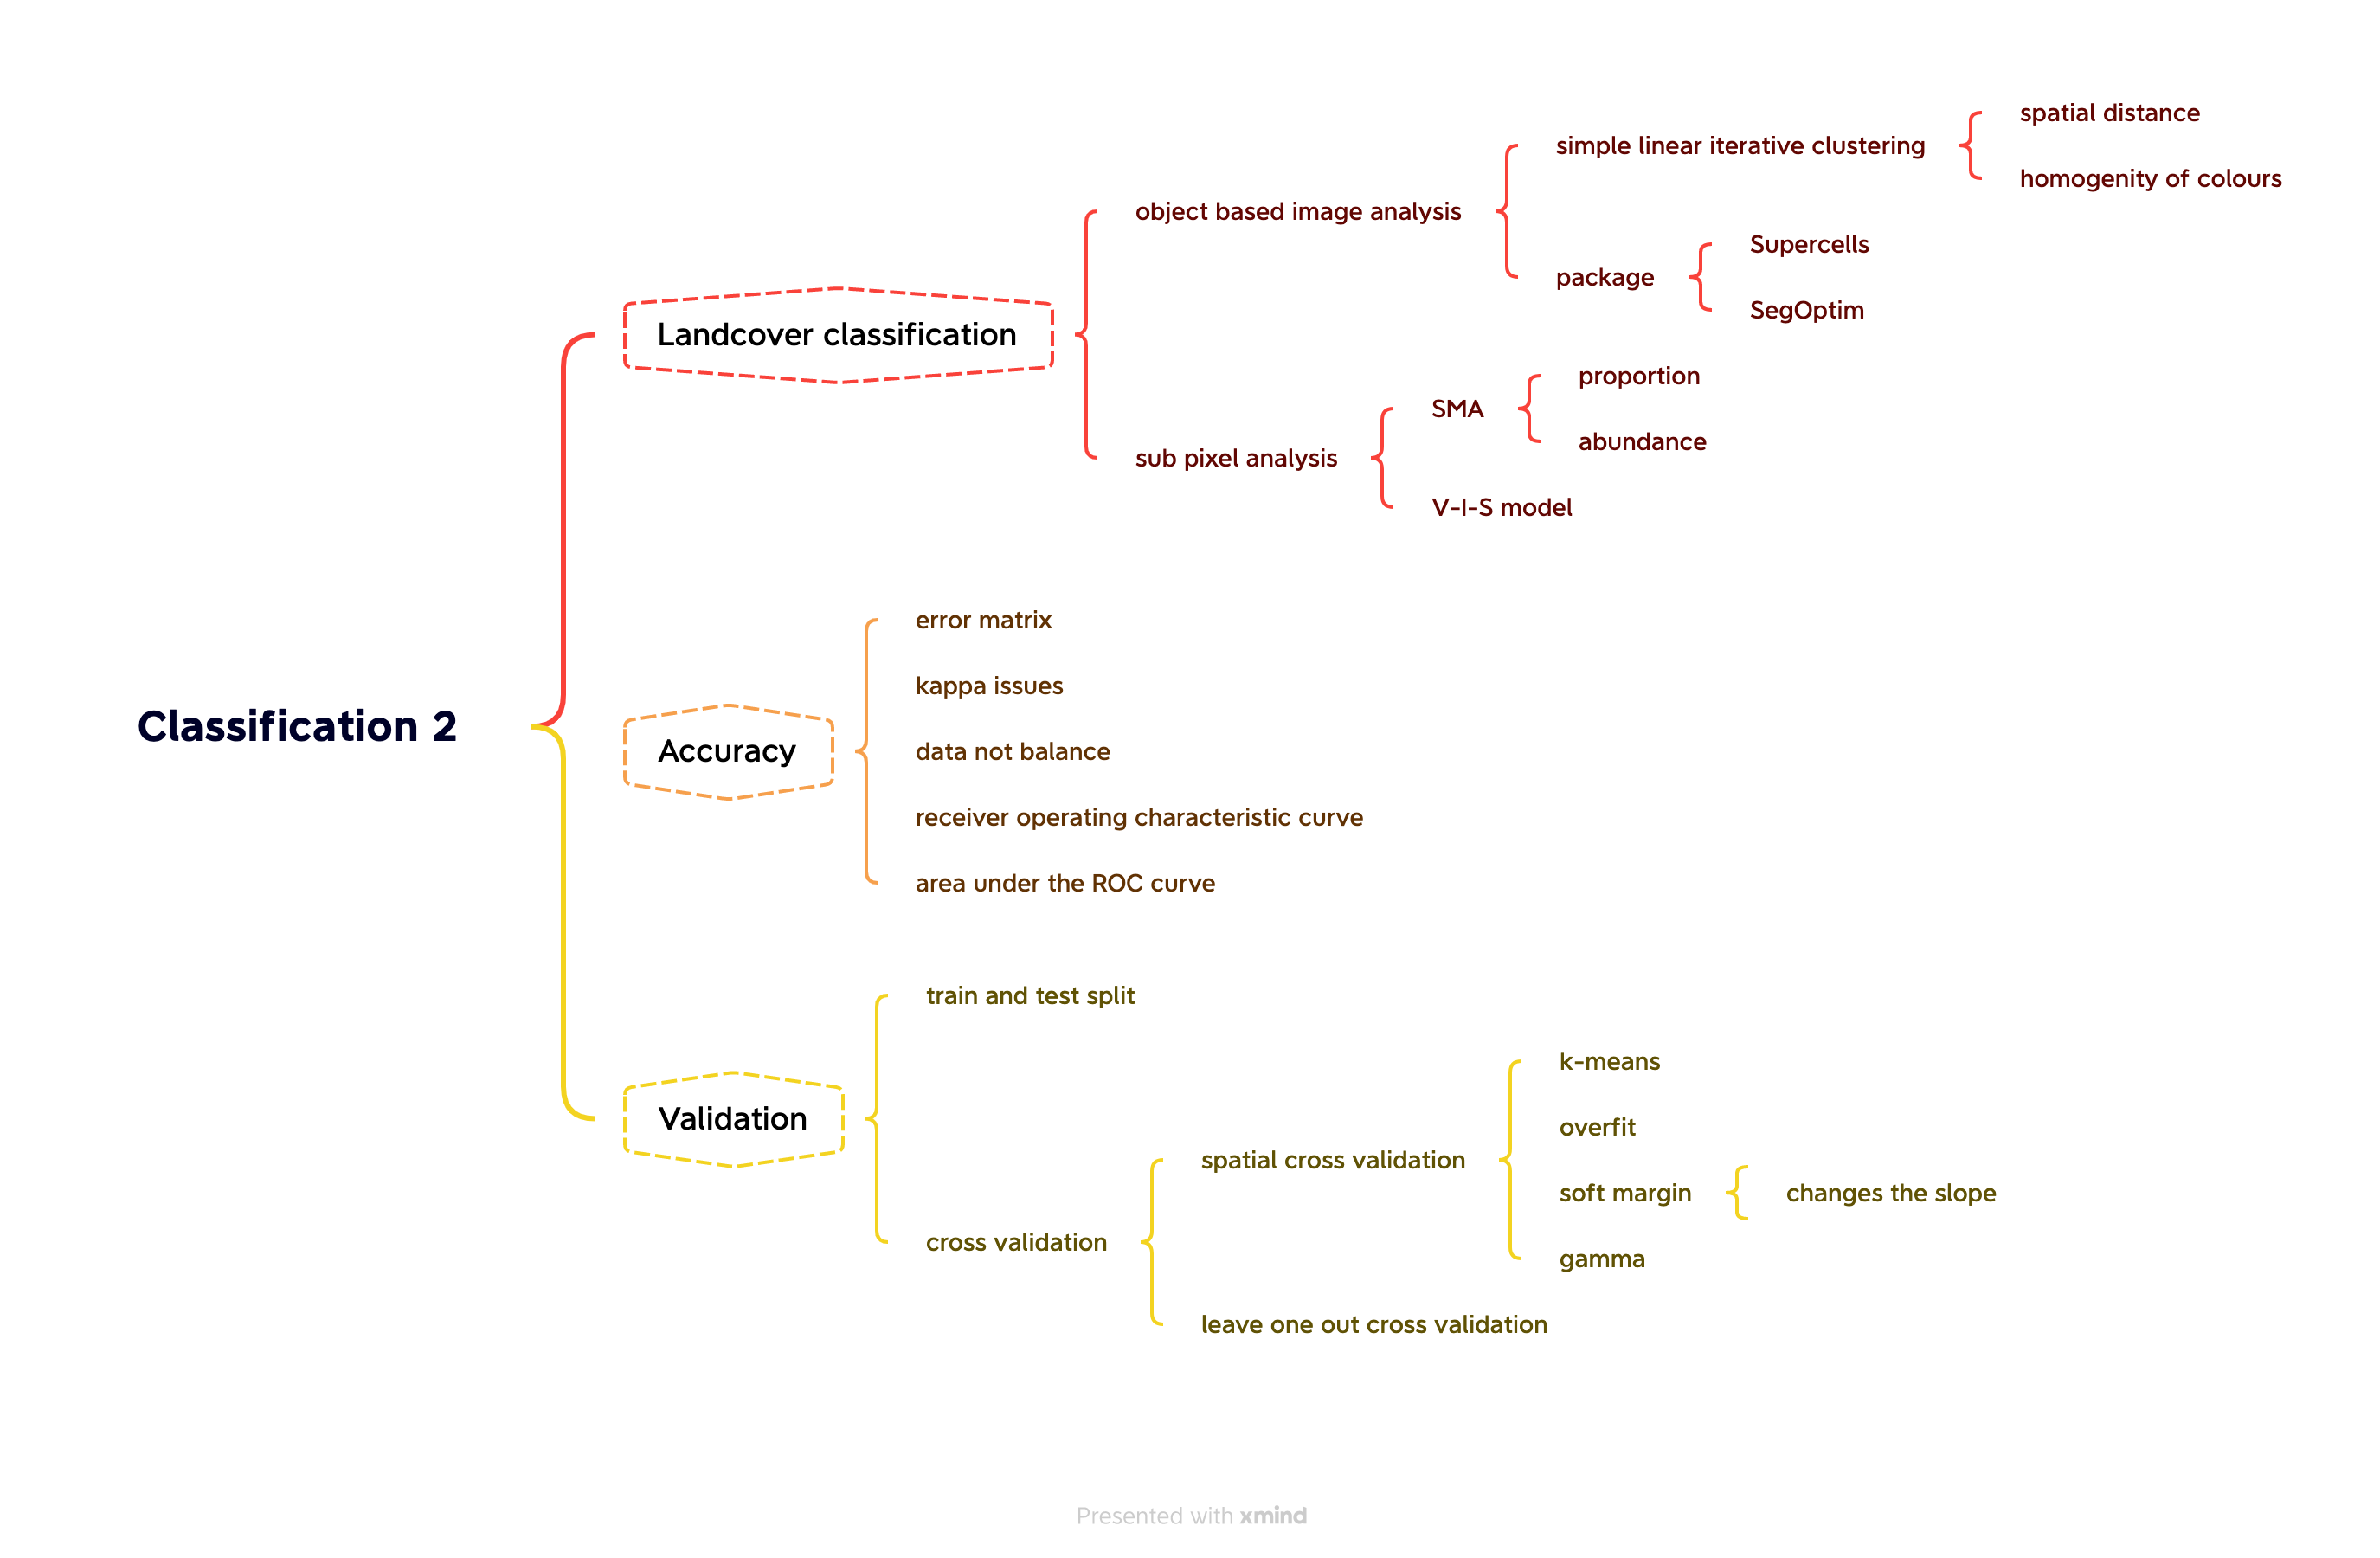 Classification 2
Landcover classification
object based image analysis
simple linear iterative clustering
spatial distance
homogenity of colours
package
Supercells
SegOptim
sub pixel analysis
SMA
proportion
abundance
V-I-S model
Accuracy
error matrix
kappa issues
data not balance
receiver operating characteristic curve
area under the ROC curve
Validation
train and test split
cross validation
spatial cross validation
k-means
overfit
soft margin
changes the slope
gamma
leave one out cross validation
Presented with xmind